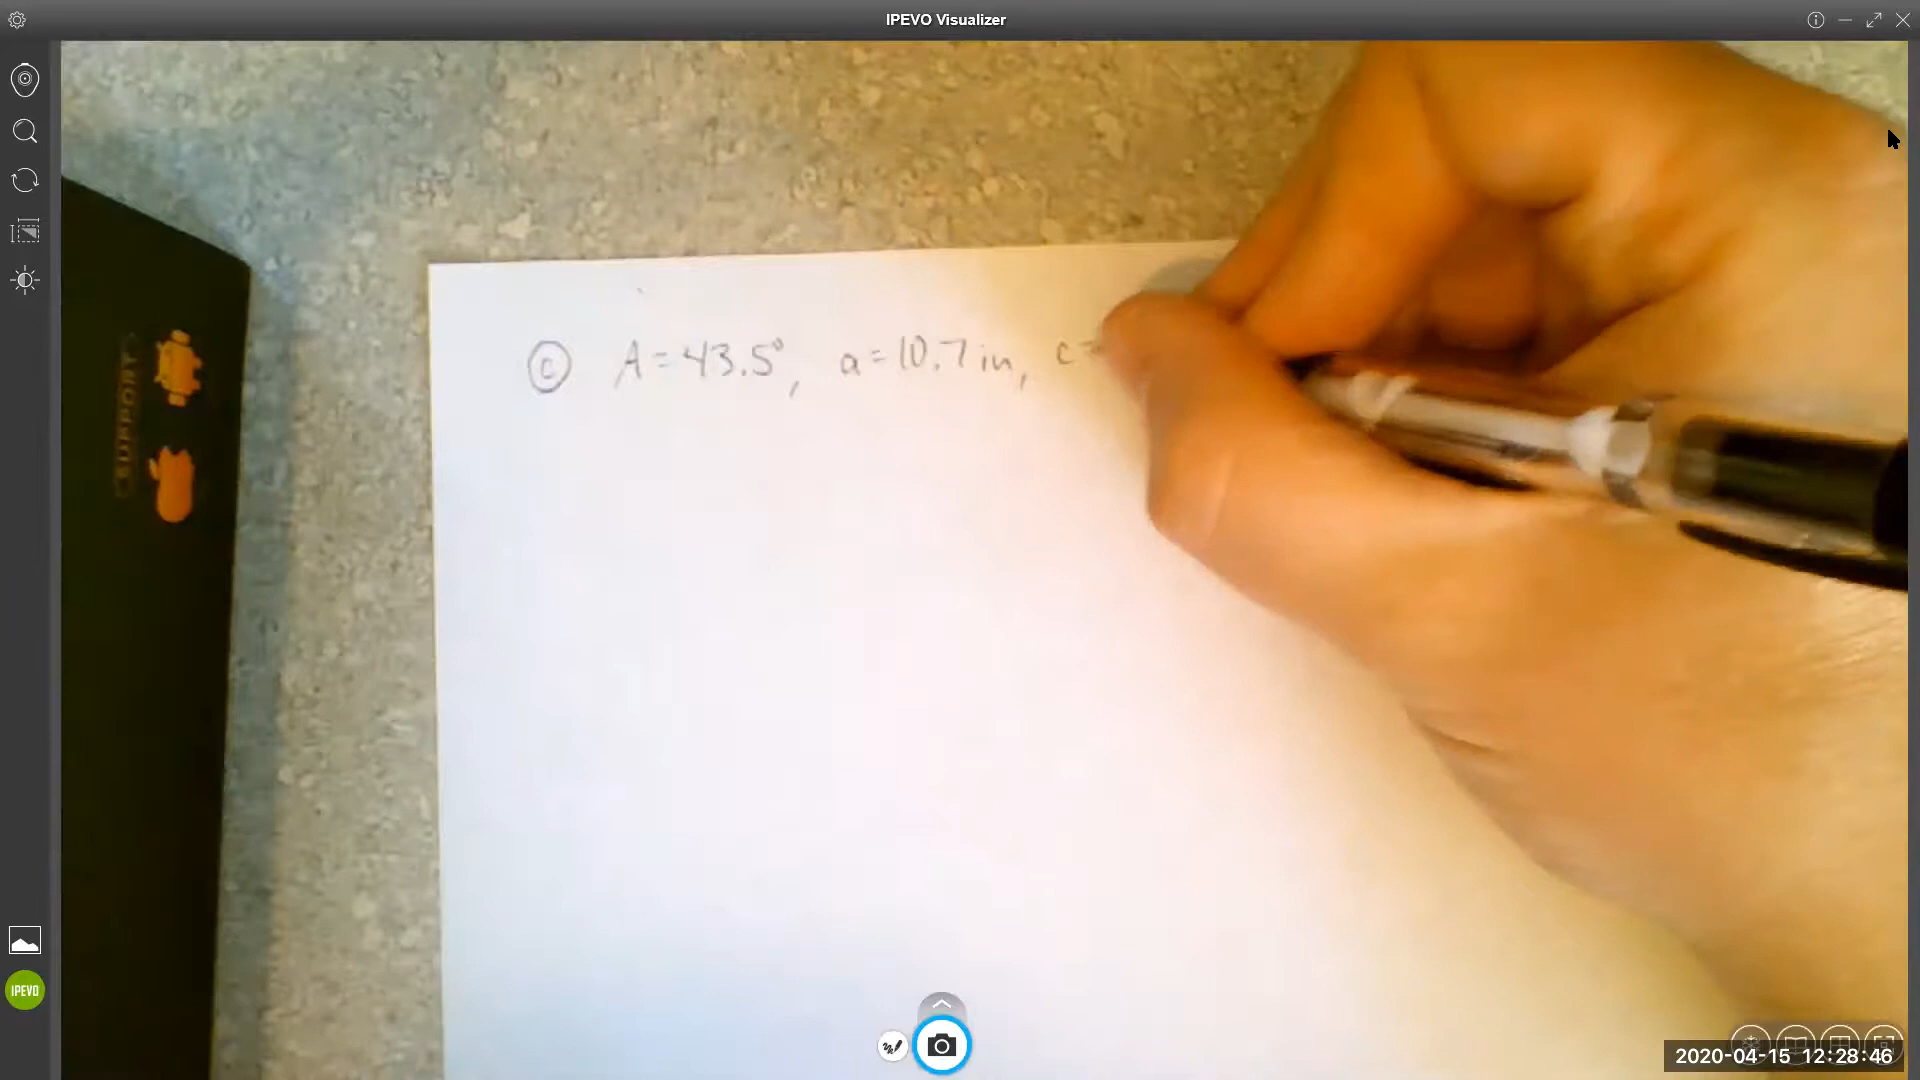 IPEVO Visualizer
SUPPORT
ⓒ A=43.5°, a=10.7in, c=
IPEVO
2020-04-15 12:28:46